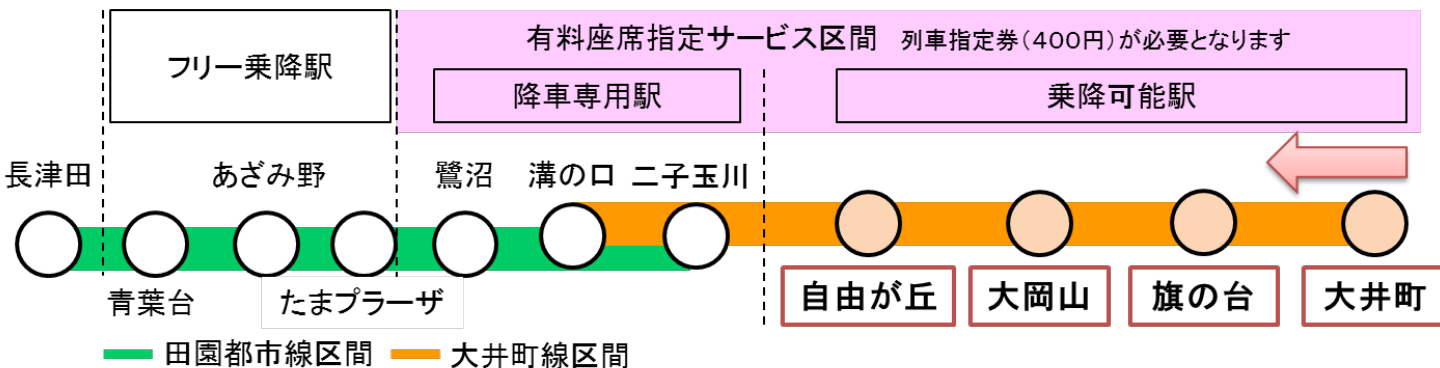 有料座席指定サービス区間 列車指定券(400円)が必要となります
フリー乗降駅
降車専用駅
乗降可能駅
長津田
あざみ野
鷺沼
溝の口
二子玉川
青葉台
たまプラーザ
自由が丘
大岡山
旗の台
大井町
田園都市線区間
大井町線区間